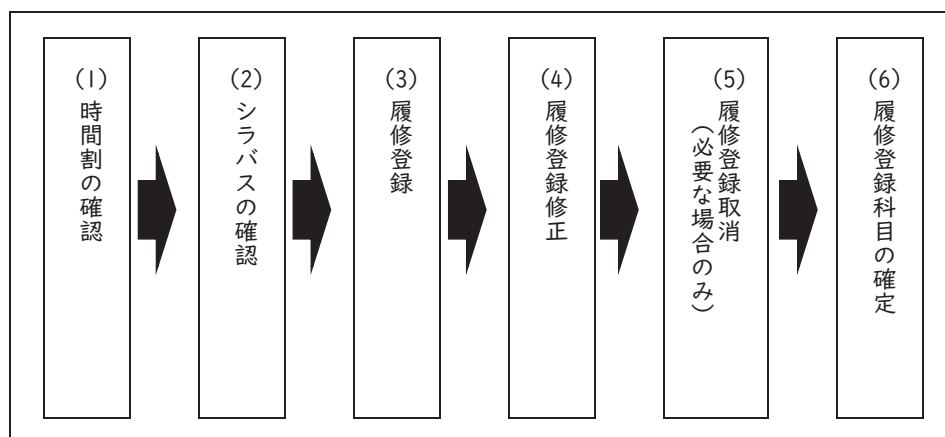 (1) 時間割の確認
(2) シラバスの確認
(3) 履修登録
(4) 履修登録修正
(5) 履修登録取消
(必要な場合のみ)
(6) 履修登録科目の確定